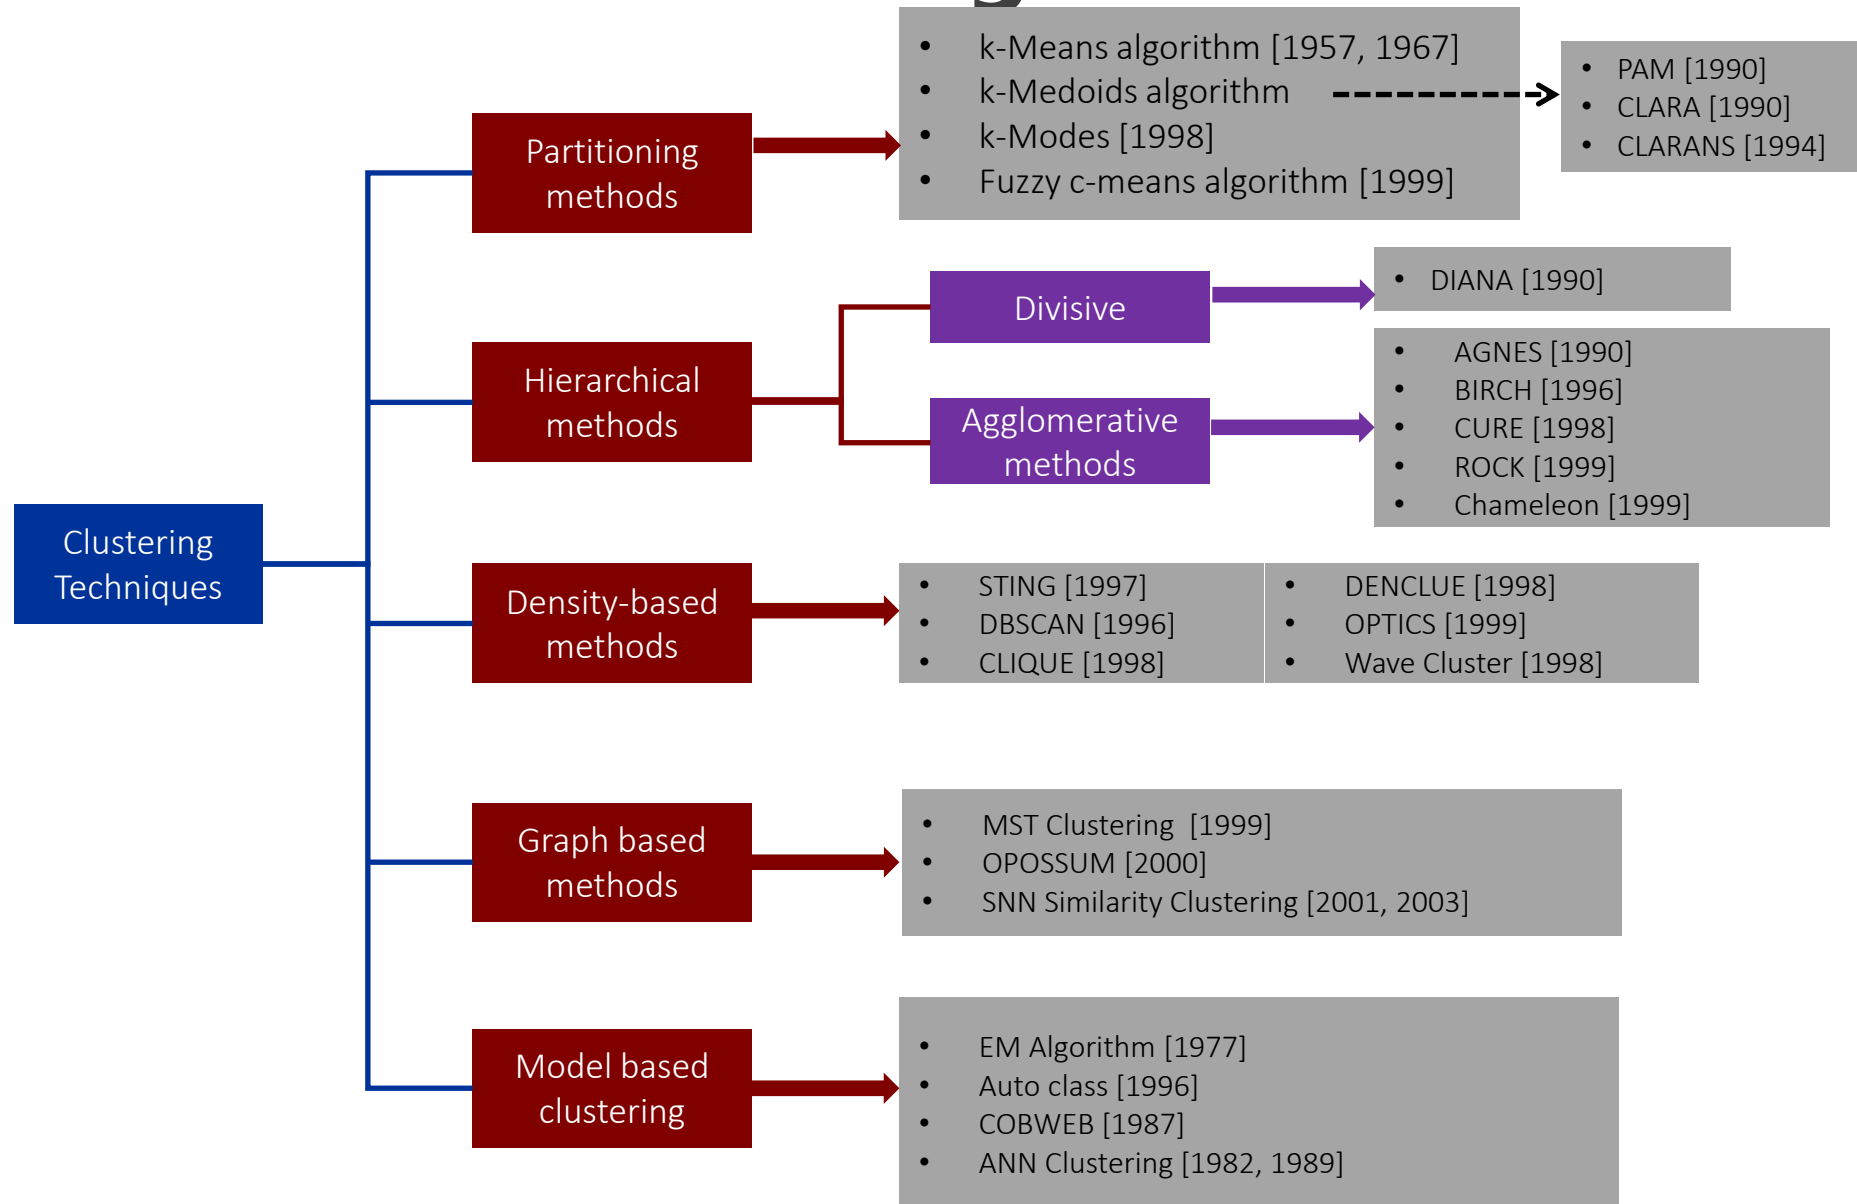 • k-Means algorithm [1957, 1967]
• k-Medoids algorithm
• k-Modes [1998]
• Fuzzy c-means algorithm [1999]
• PAM [1990]
• CLARA [1990]
• CLARANS [1994]
Partitioning
methods
Divisive
• DIANA [1990]
Hierarchical
methods
Agglomerative
methods
• AGNES [1990]
• BIRCH [1996]
• CURE [1998]
• ROCK [1999]
• Chameleon [1999]
Clustering
Techniques
Density-based
methods
• STING [1997]
• DBSCAN [1996]
• CLIQUE [1998]
• DENCLUE [1998]
• OPTICS [1999]
• Wave Cluster [1998]
Graph based
methods
• MST Clustering [1999]
• OPOSSUM [2000]
• SNN Similarity Clustering [2001, 2003]
Model based
clustering
• EM Algorithm [1977]
• Auto class [1996]
• COBWEB [1987]
• ANN Clustering [1982, 1989]